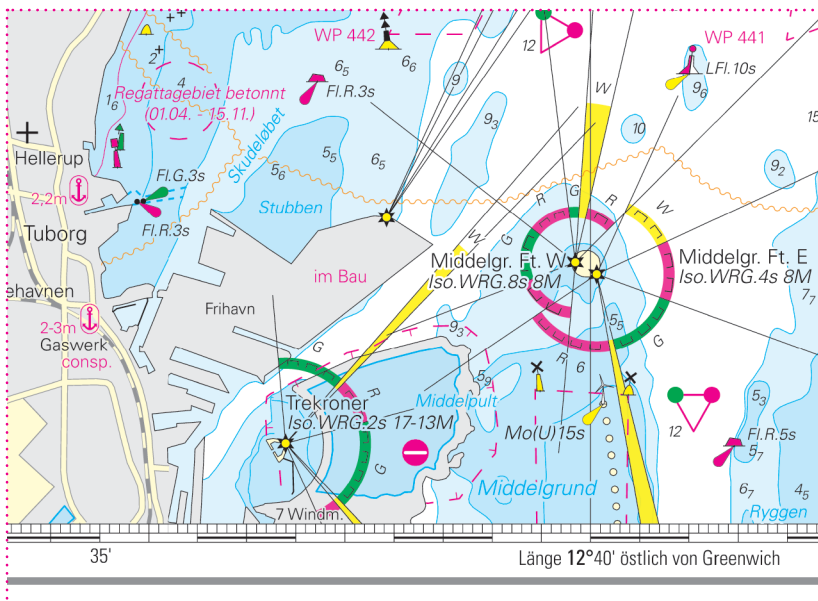 WP 442
WP 441
12
LFl.10s
9₆
2
4
6₅
6₆
Fl.R.3s
9
Regattagebiet betonnt
(01.04. - 15.11.)
1₆
Skudeløbet
9₃
W
15
10
Hellerup
Fl.G.3s
5₅
6₅
5₆
9₂
2,2m
Stubben
R
G
R
W
Fl.R.3s
Tuborg
G
W
Middelgr. Ft. W
Iso.WRG.8s 8M
Middelgr. Ft. E
Iso.WRG.4s 8M
im Bau
ehavnen
Frihavn
7₇
2-3m
Gaswerk
consp.
9₃
5₅
G
G
R
6
R
5₉
Middelpult
5₃
Trekroner
Iso.WRG.2s 17-13M
Mo(U)15s
12
Fl.R.5s
5₇
G
Middelgrund
6₇
4₅
7 Windm.
Ryggen
35'
Länge 12°40' östlich von Greenwich